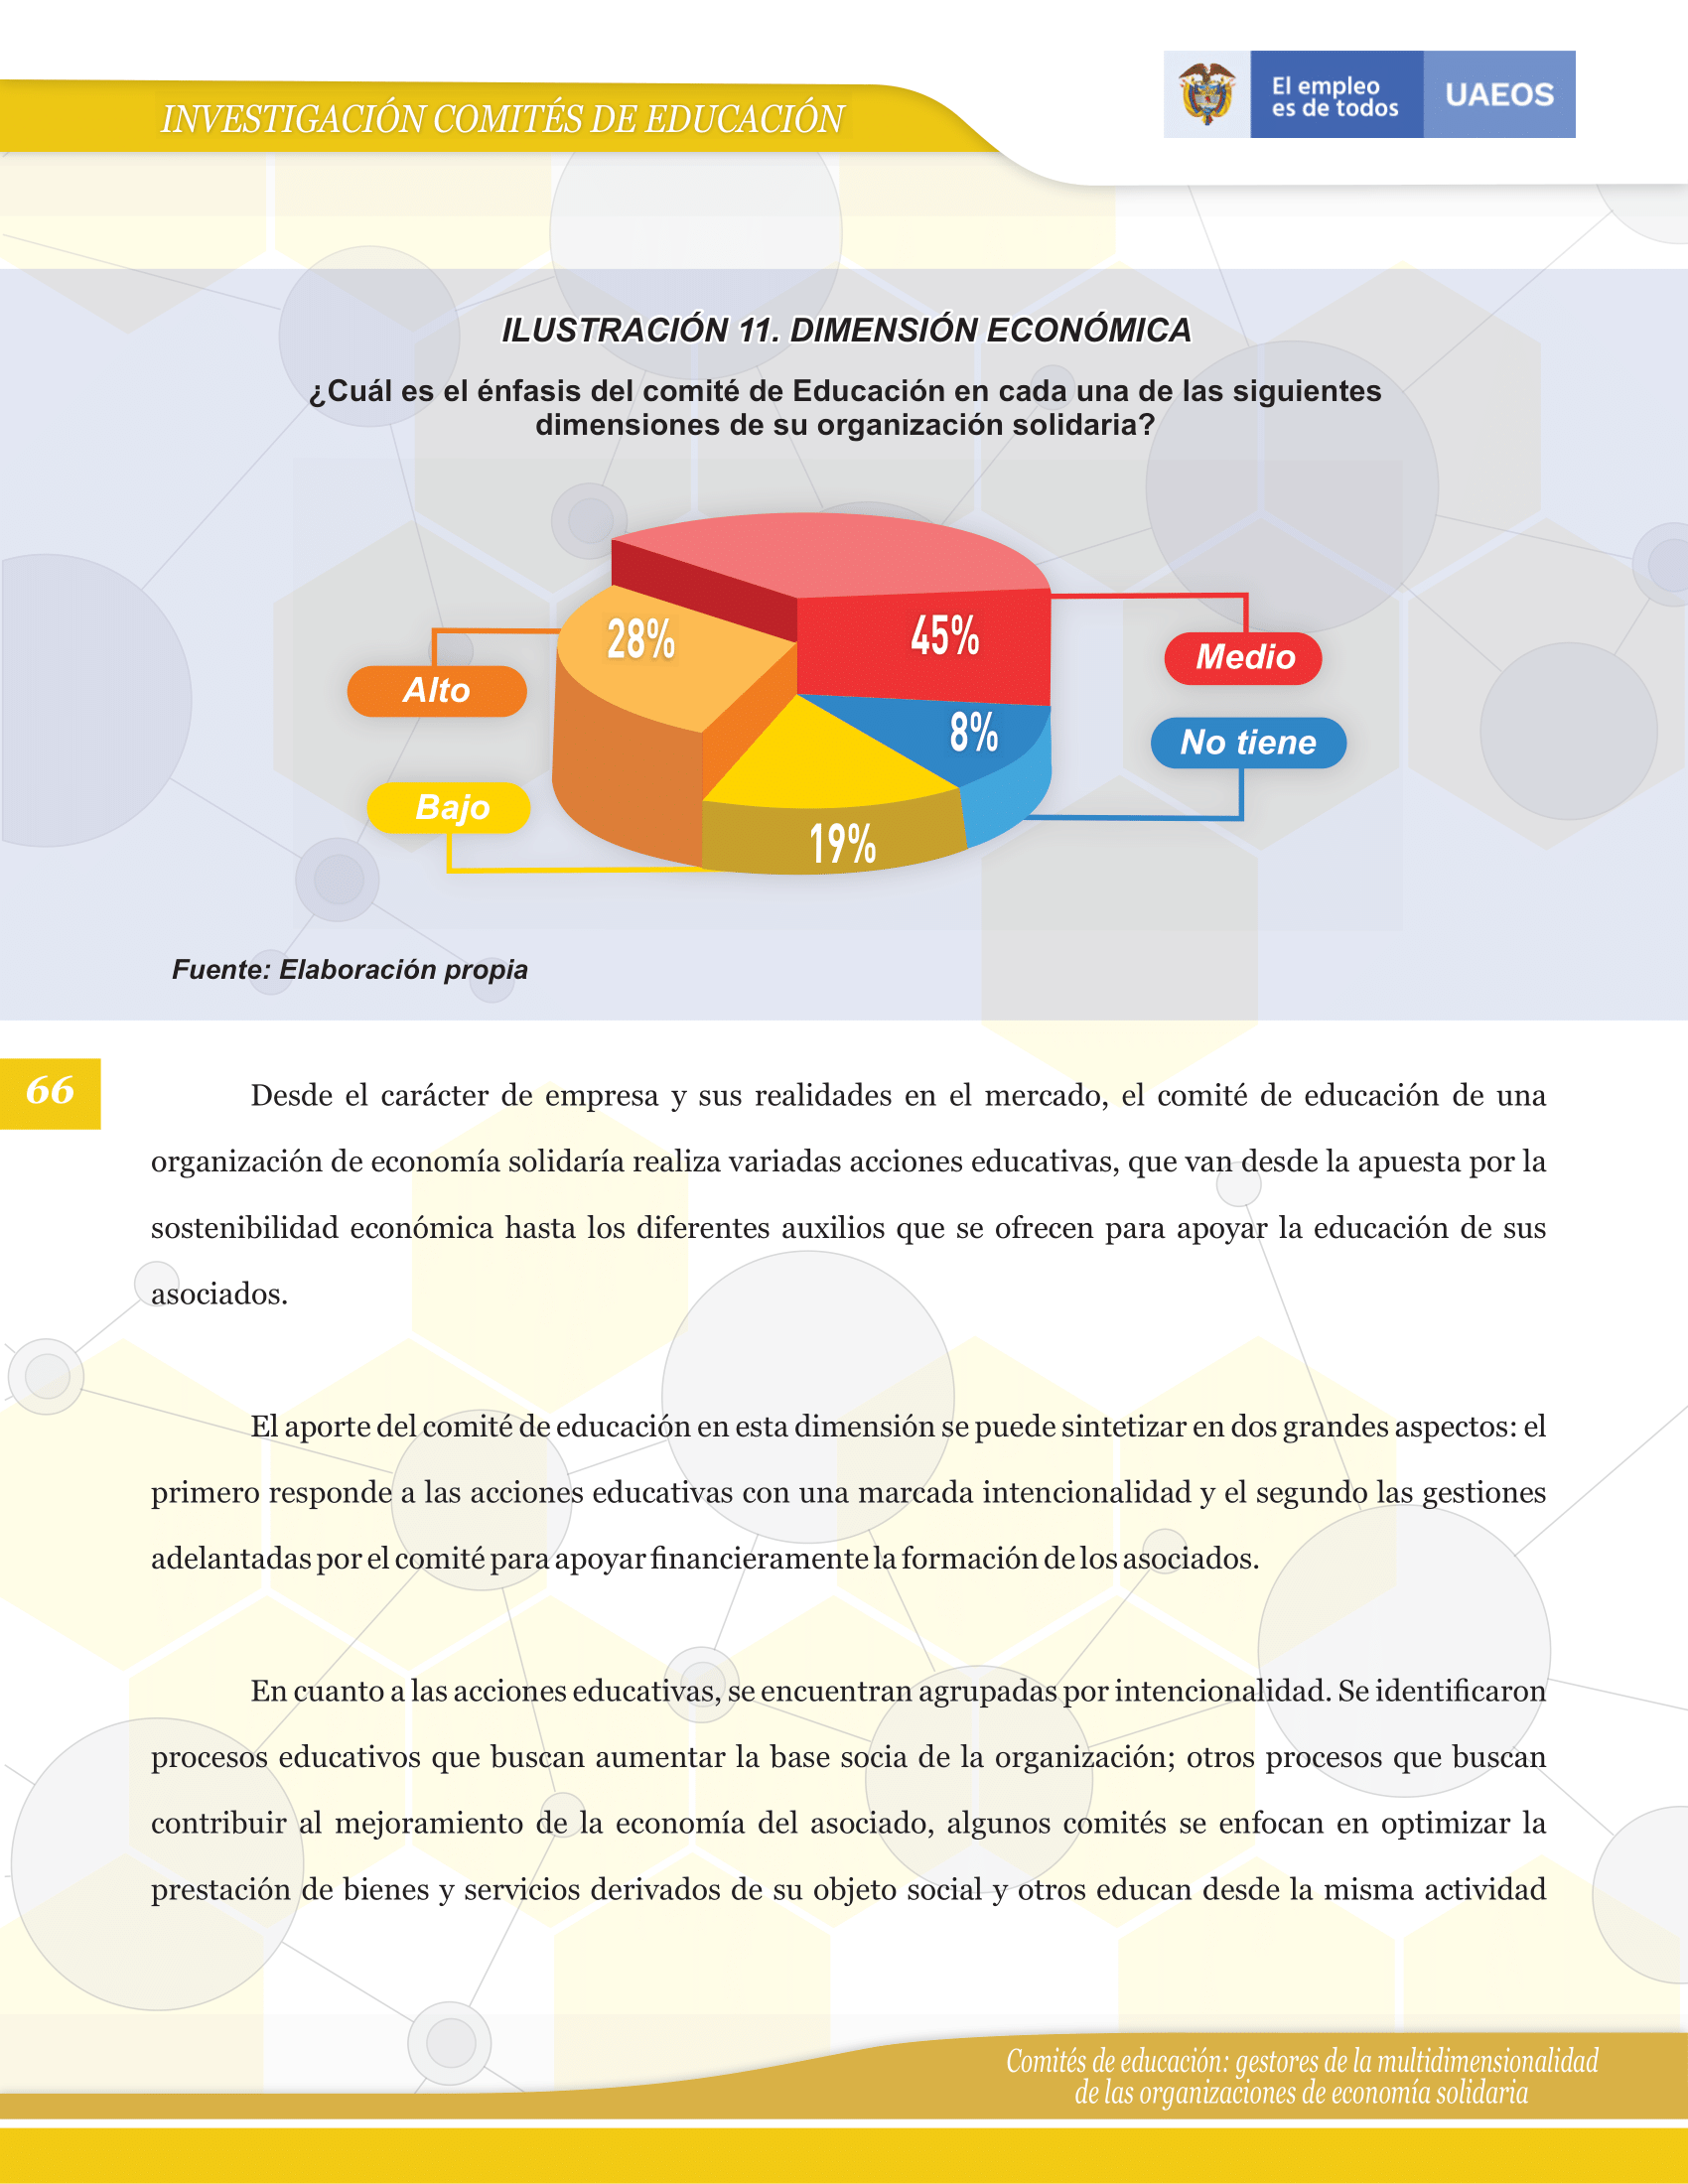 INVESTIGACIÓN COMITÉS DE EDUCACIÓN
El empleo
es de todos
UAEOS
ILUSTRACIÓN 11. DIMENSIÓN ECONÓMICA
¿Cuál es el énfasis del comité de Educación en cada una de las siguientes
dimensiones de su organización solidaria?
28%
45%
Medio
Alto
8%
No tiene
Bajo
19%
Fuente: Elaboración propia
66
Desde el carácter de empresa y sus realidades en el mercado, el comité de educación de una
organización de economía solidaría realiza variadas acciones educativas, que van desde la apuesta por la
sostenibilidad económica hasta los diferentes auxilios que se ofrecen para apoyar la educación de sus
asociados.
El aporte del comité de educación en esta dimensión se puede sintetizar en dos grandes aspectos: el
primero responde a las acciones educativas con una marcada intencionalidad y el segundo las gestiones
adelantadas por el comité para apoyar financieramente la formación de los asociados.
En cuanto a las acciones educativas, se encuentran agrupadas por intencionalidad. Se identificaron
procesos educativos que buscan aumentar la base socia de la organización; otros procesos que buscan
contribuir al mejoramiento de la economía del asociado, algunos comités se enfocan en optimizar la
prestación de bienes y servicios derivados de su objeto social y otros educan desde la misma actividad
Comités de educación: gestores de la multidimensionalidad
de las organizaciones de economía solidaria